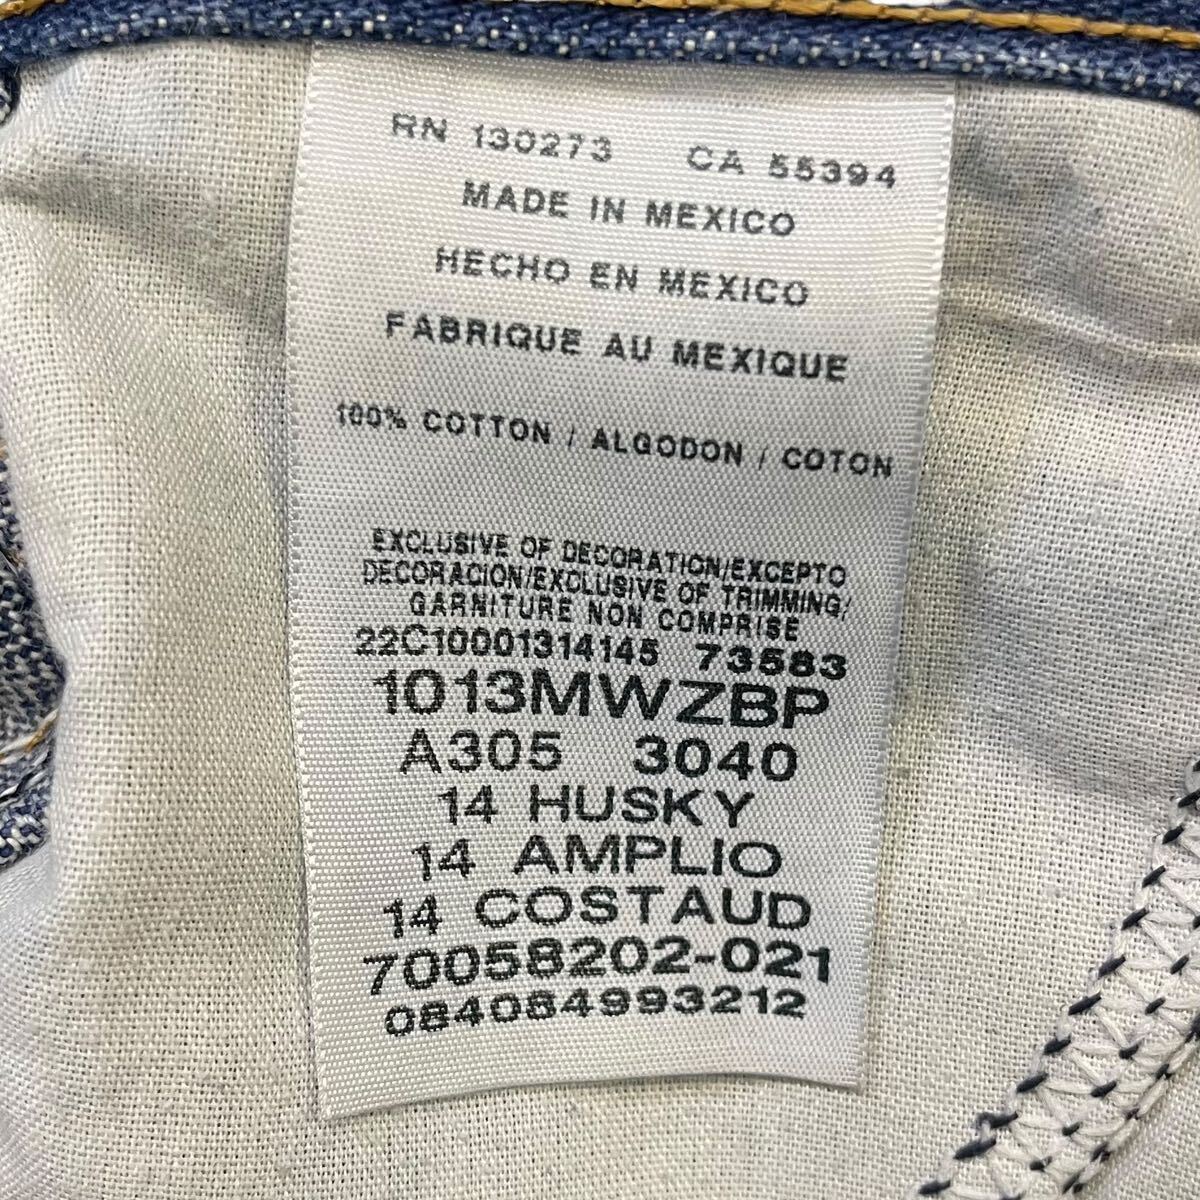 RN 130273 CA 55394
MADE IN MEXICO
HECHO EN MEXICO
FABRIQUE AU MEXIQUE
100% COTTON / ALGODON / COTON
EXCLUSIVE OF DECORATION/EXCEPTO
DECORACION/EXCLUSIVE OF TRIMMING/
GARNITURE NON COMPRISE
22C10001314145 73583
1013MWZBP
A305 3040
14 HUSKY
14 AMPLIO
14 COSTAUD
70058202-021
084084993212